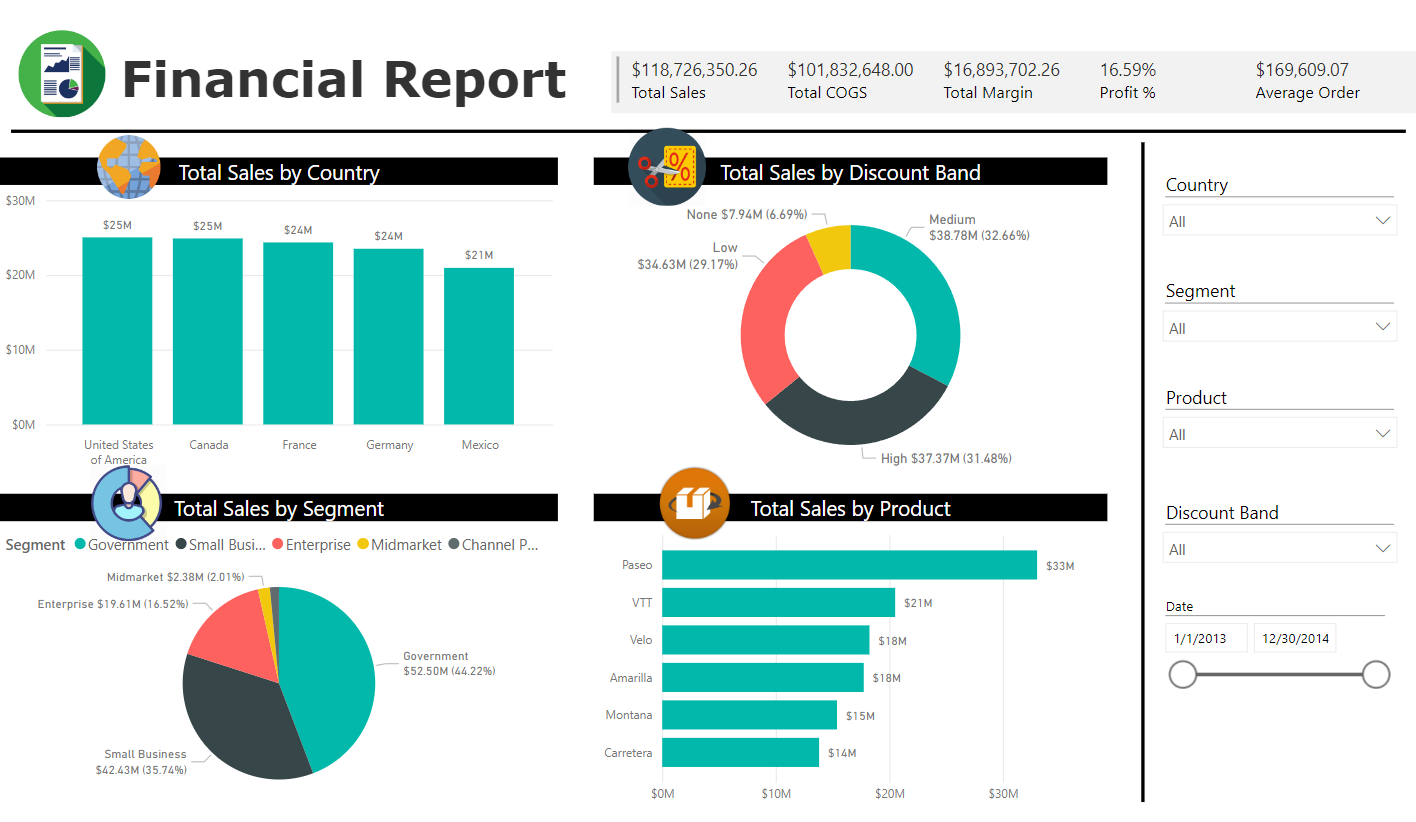 Financial Report
$118,726,350.26
Total Sales
$101,832,648.00
Total COGS
$16,893,702.26
Total Margin
16.59%
Profit %
$169,609.07
Average Order
Total Sales by Country
$30M
$20M
$10M
$0M
$25M
$25M
$24M
$24M
$21M
United States
of America
Canada
France
Germany
Mexico
%
Total Sales by Discount Band
None $7.94M (6.69%)
Medium
$38.78M (32.66%)
Low
$34.63M (29.17%)
High $37.37M (31.48%)
Total Sales by Segment
Segment
Government
Small Busi...
Enterprise
Midmarket
Channel P...
Midmarket $2.38M (2.01%)
Enterprise $19.61M (16.52%)
Government
$52.50M (44.22%)
Small Business
$42.43M (35.74%)
Total Sales by Product
Paseo
$33M
VTT
$21M
Velo
$18M
Amarilla
$18M
Montana
$15M
Carretera
$14M
$0M
$10M
$20M
$30M
Country
All
Segment
All
Product
All
Discount Band
All
Date
1/1/2013
12/30/2014